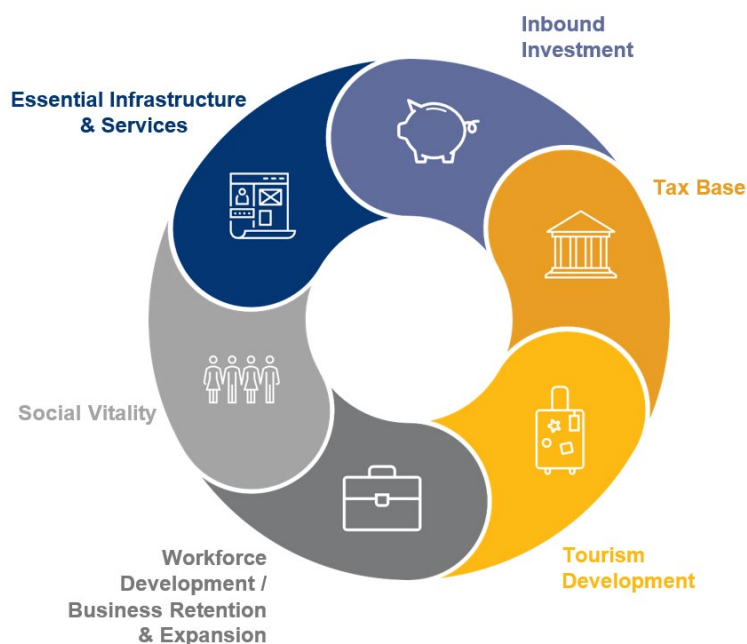 Inbound
Investment
Essential Infrastructure
& Services
Tax Base
Social Vitality
Tourism
Development
Workforce
Development /
Business Retention
& Expansion